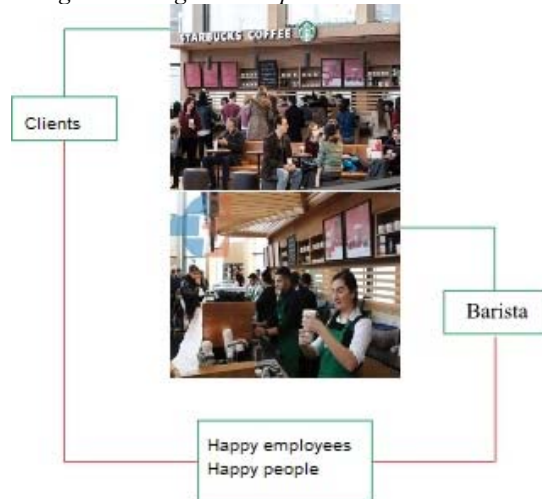 STARBUCKS COFFEE
Clients
Barista
Happy employees
Happy people